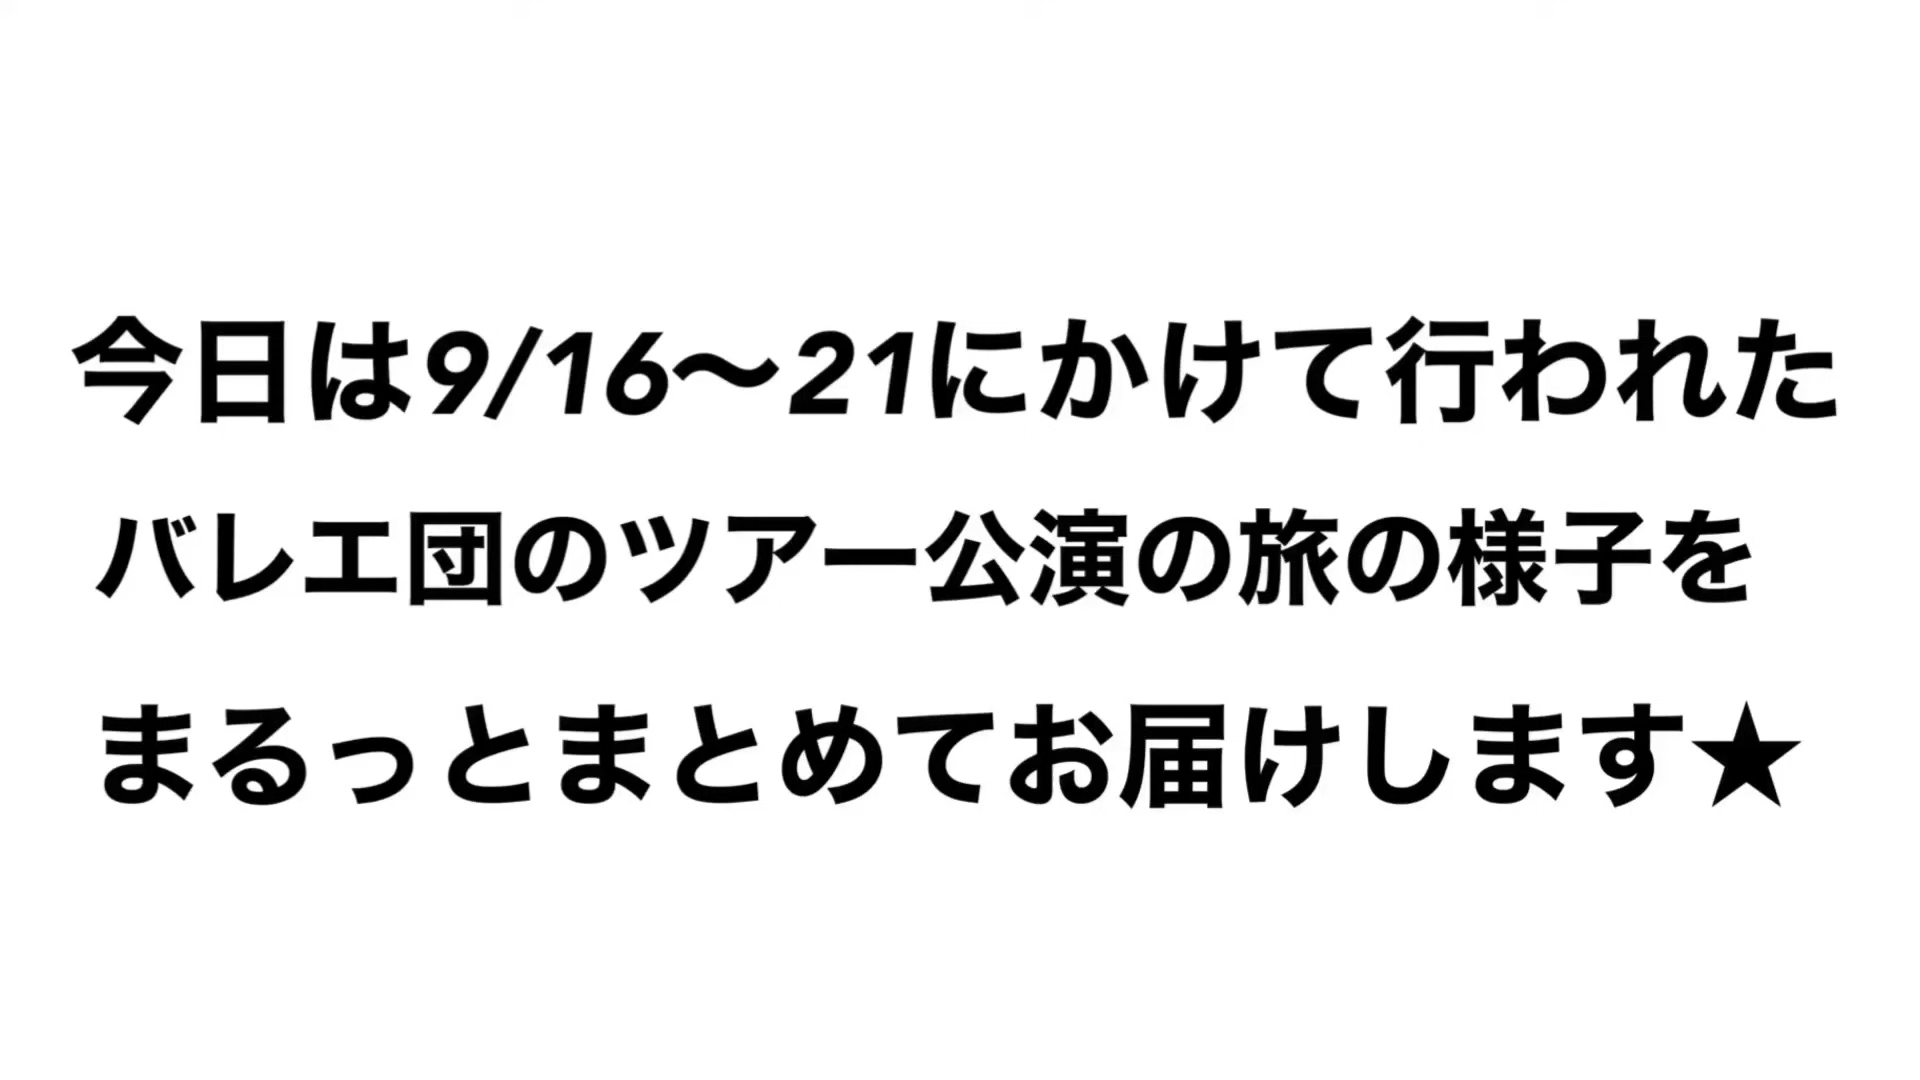 今日は9/16〜21にかけて行われた
バレエ団のツアー公演の旅の様子を
まるっとまとめてお届けします★